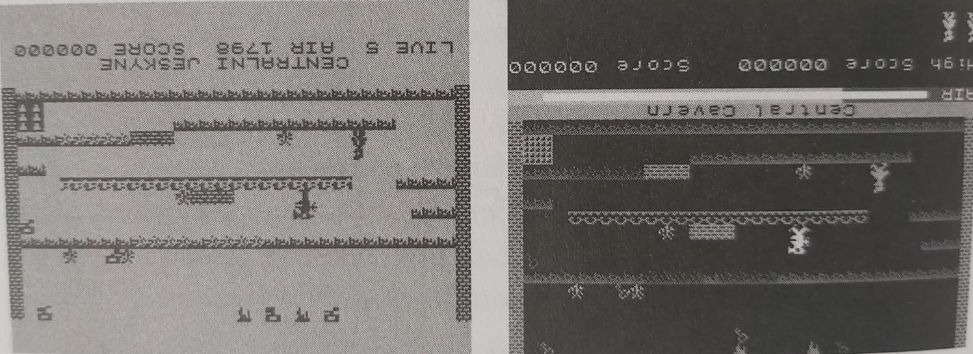 Central Cavern
AIR
High Score 000000 Score 000000
CENTRALNI JESKYNE
LIVE 5 AIR 1798 SCORE 000000